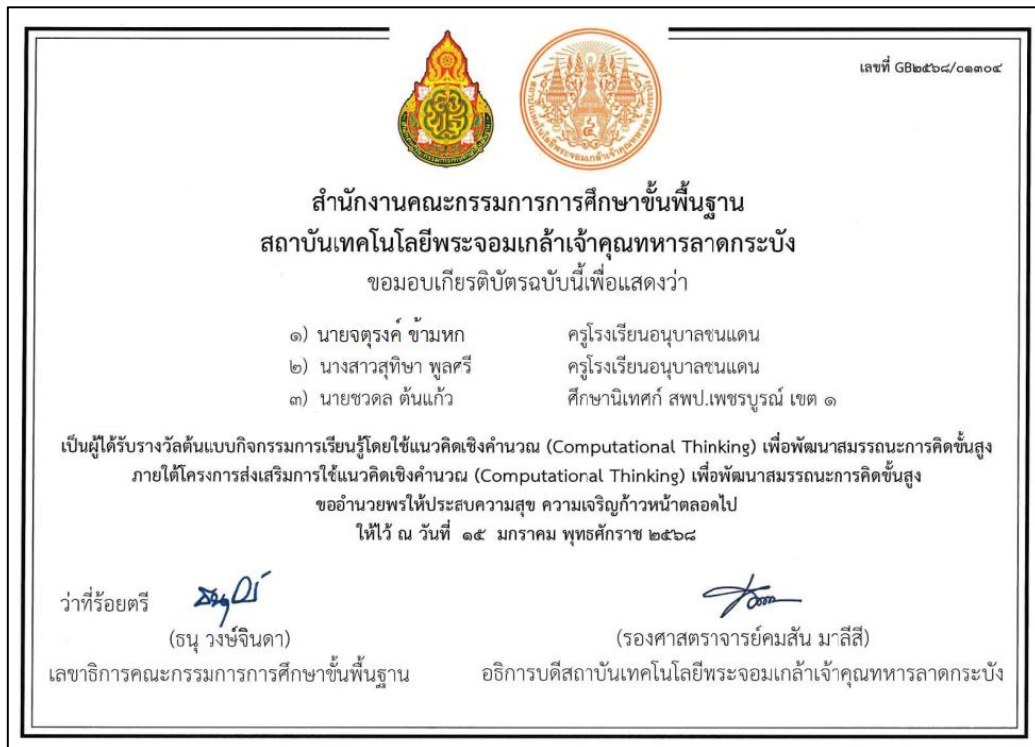 เลขที่ GB๒๕๖๘/๐๑๓๐๔
สำนักงานคณะกรรมการการศึกษาขั้นพื้นฐาน
สถาบันเทคโนโลยีพระจอมเกล้าเจ้าคุณทหารลาดกระบัง
ขอมอบเกียรติบัตรฉบับนี้เพื่อแสดงว่า
๑) นายจตุรงค์ ข้ามหก ครูโรงเรียนอนุบาลชนแดน
๒) นางสาวสุทิษา พูลศรี ครูโรงเรียนอนุบาลชนแดน
๓) นายชวดล ต้นแก้ว ศึกษานิเทศก์ สพป.เพชรบูรณ์ เขต ๑
เป็นผู้ได้รับรางวัลต้นแบบกิจกรรมการเรียนรู้โดยใช้แนวคิดเชิงคำนวณ (Computational Thinking) เพื่อพัฒนาสมรรถนะการคิดขั้นสูง
ภายใต้โครงการส่งเสริมการใช้แนวคิดเชิงคำนวณ (Computational Thinking) เพื่อพัฒนาสมรรถนะการคิดขั้นสูง
ขออำนวยพรให้ประสบความสุข ความเจริญก้าวหน้าตลอดไป
ให้ไว้ ณ วันที่ ๑๕ มกราคม พุทธศักราช ๒๕๖๘
ว่าที่ร้อยตรี
(ธนุ วงษ์จินดา)
เลขาธิการคณะกรรมการการศึกษาขั้นพื้นฐาน
(รองศาสตราจารย์คมสัน มาลีสี)
อธิการบดีสถาบันเทคโนโลยีพระจอมเกล้าเจ้าคุณทหารลาดกระบัง